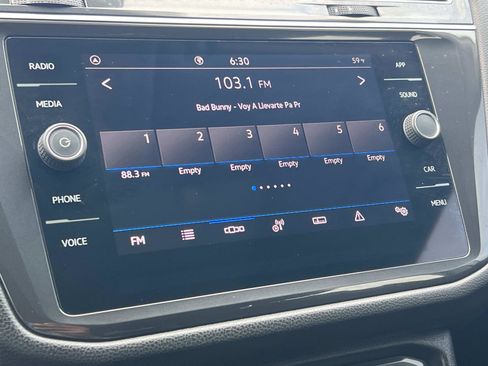 RADIO
MEDIA
PHONE
VOICE
6:30
59°F
103.1 FM
Bad Bunny - Voy A Llevarte Pa Pr
1 2 3 4 5 6
88.3 FM Empty Empty Empty Empty Empty
FM
APP
SOUND
CAR
MENU